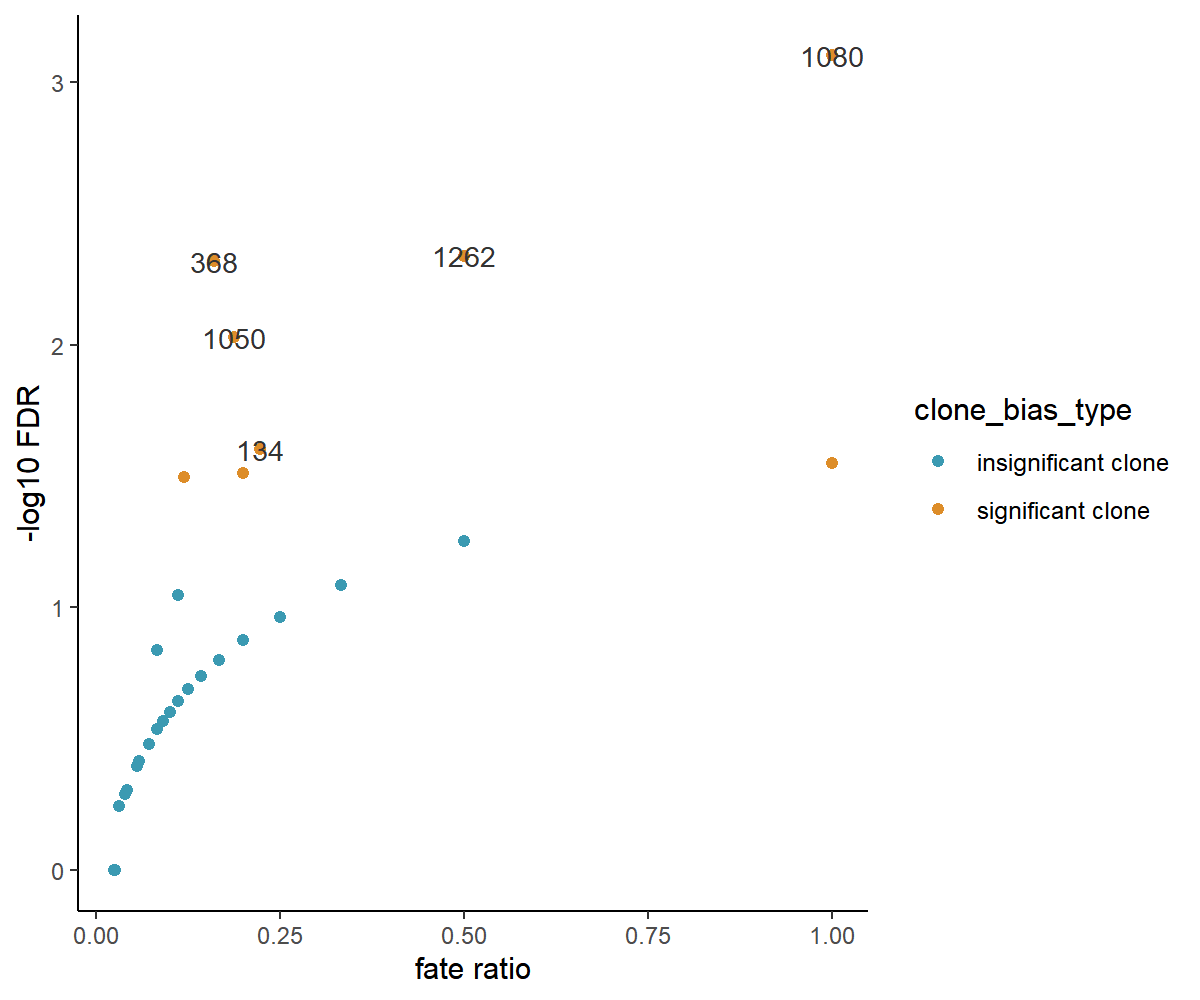 1080
3
368
1262
1050
2
134
-log10 FDR
clone_bias_type
insignificant clone
significant clone
1
0
0.00 0.25 0.50 0.75 1.00
fate ratio